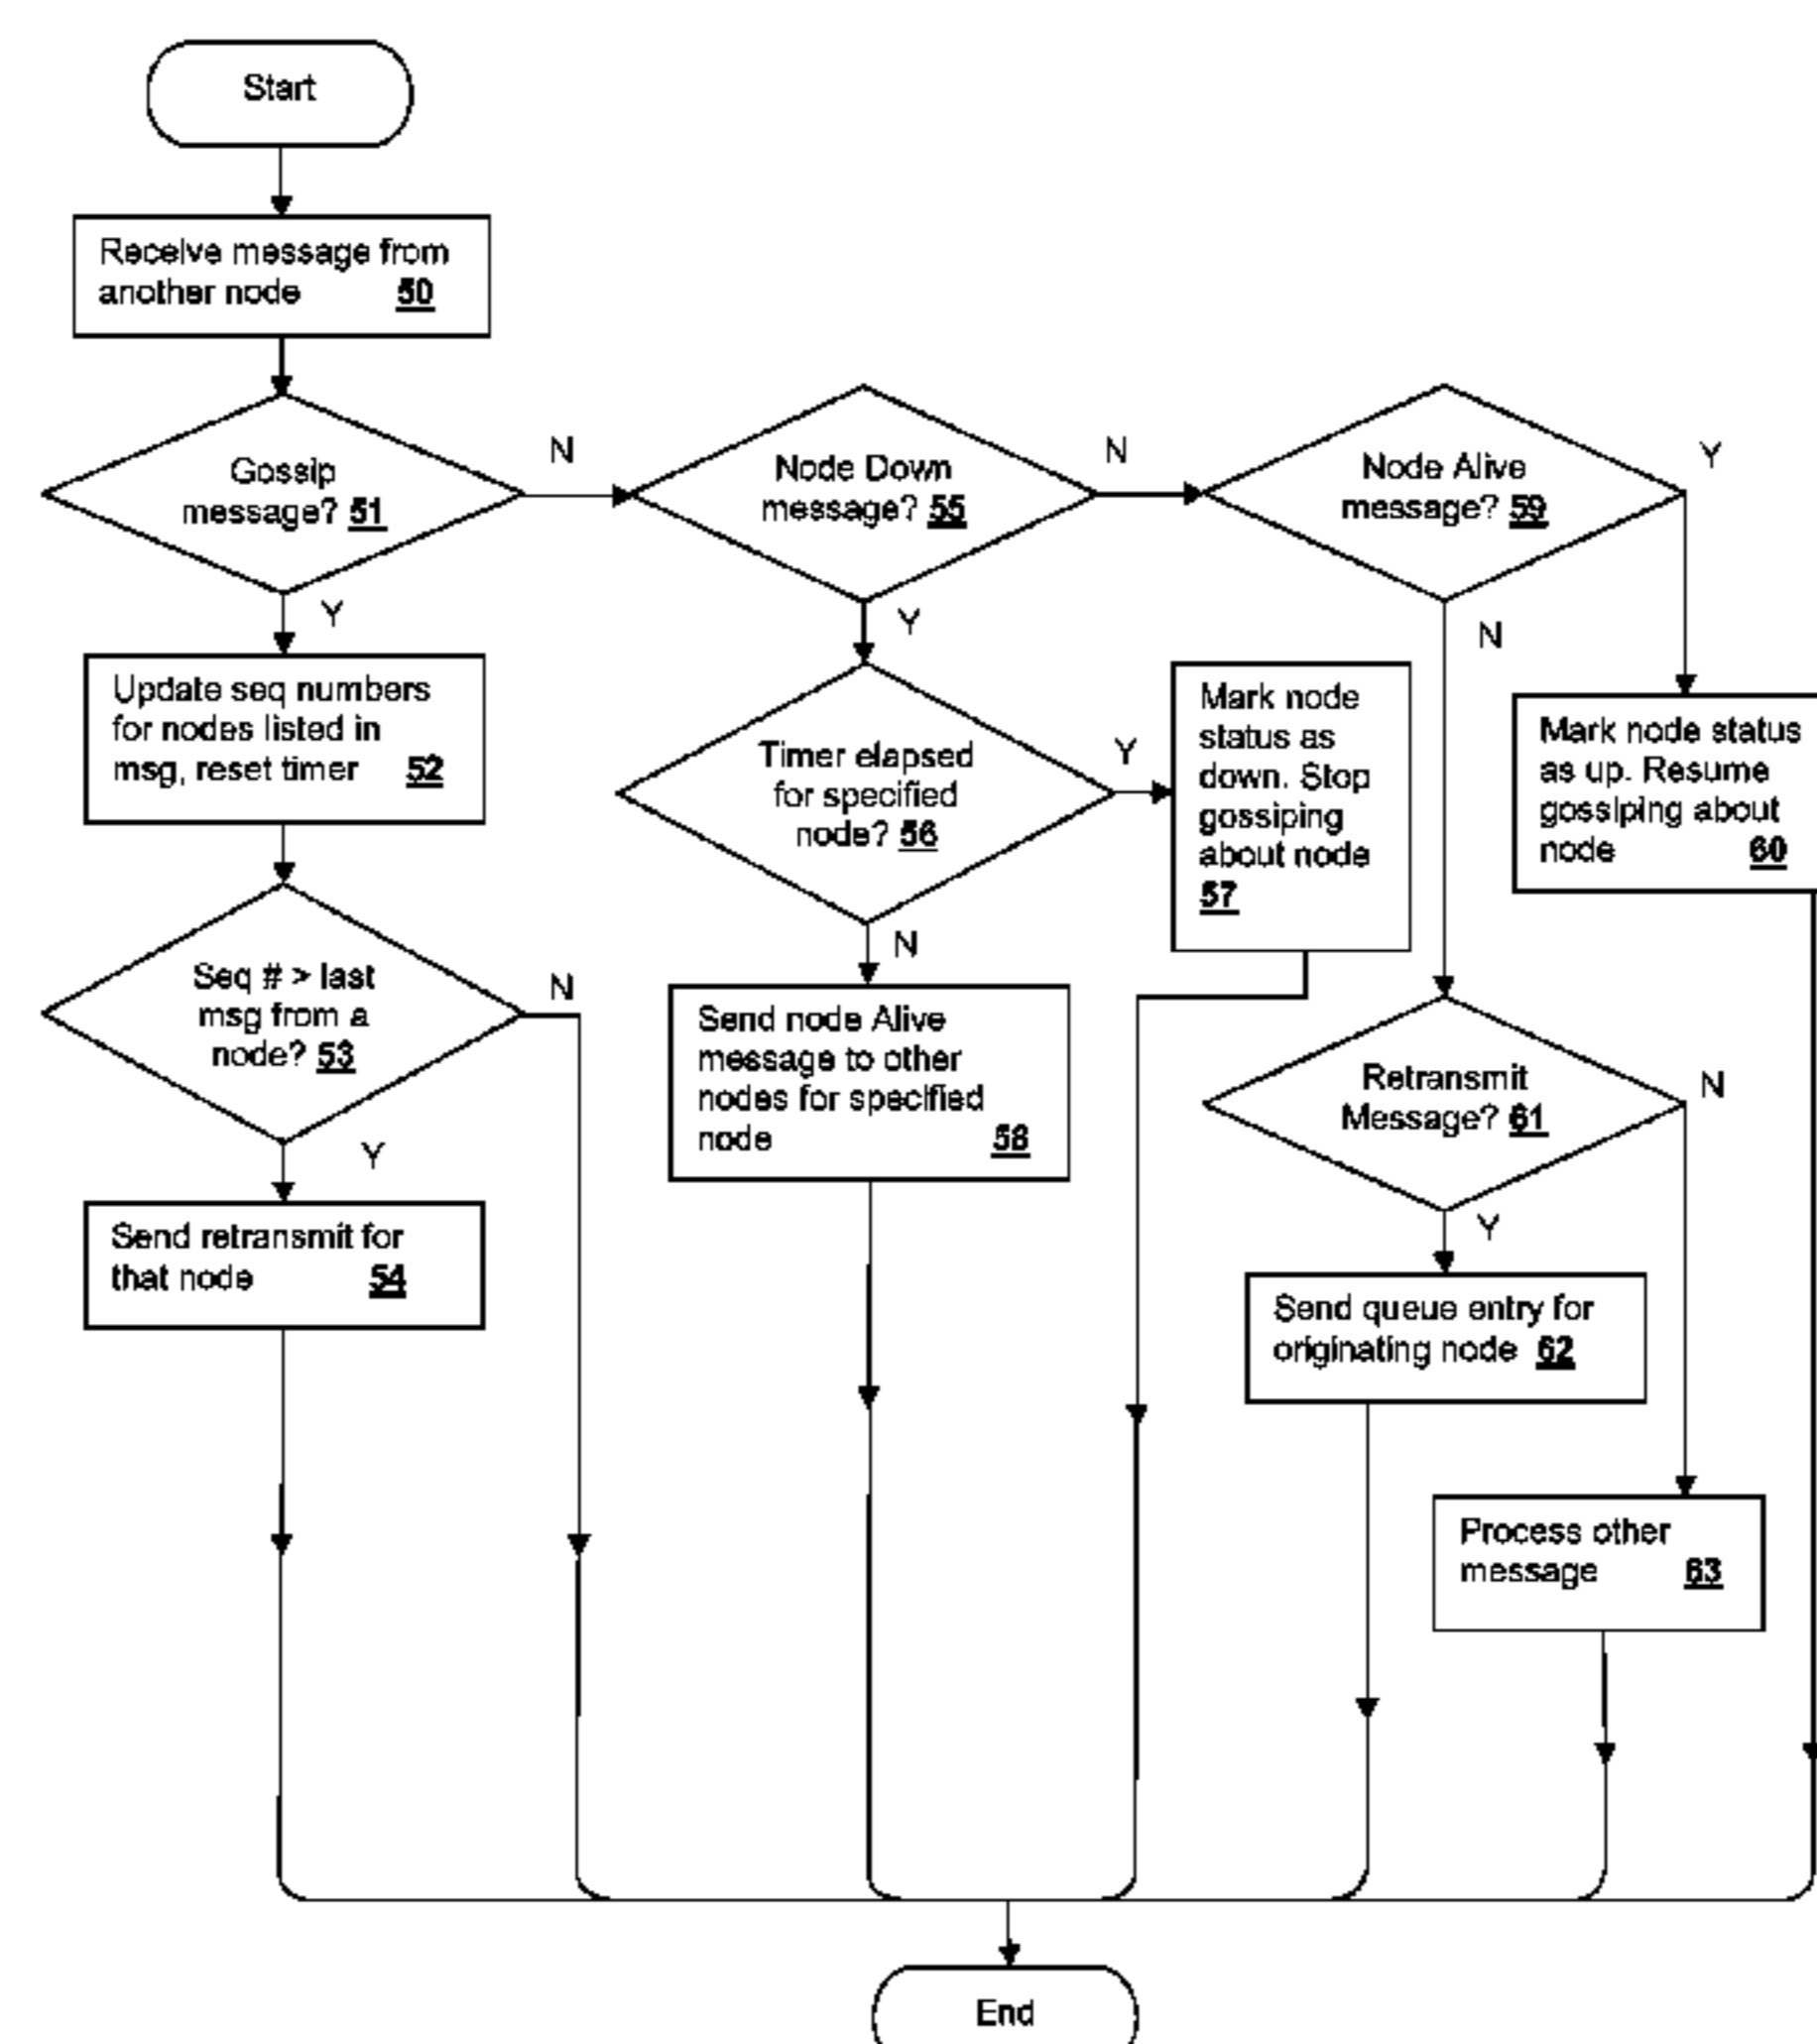 Start
Receive message from
another node 50
Gossip
message? 51
N
Y
Node Down
message? 55
N
Y
Node Alive
message? 59
Y
N
Update seq numbers
for nodes listed in
msg, reset timer 52
Timer elapsed
for specified
node? 56
Y
N
Mark node
status as
down. Stop
gossiping
about node
57
Mark node status
as up. Resume
gossiping about
node 60
Seq # > last
msg from a
node? 53
N
Y
Send node Alive
message to other
nodes for specified
node 58
Retransmit
Message? 61
N
Y
Send retransmit for
that node 54
Send queue entry for
originating node 62
Process other
message 63
End